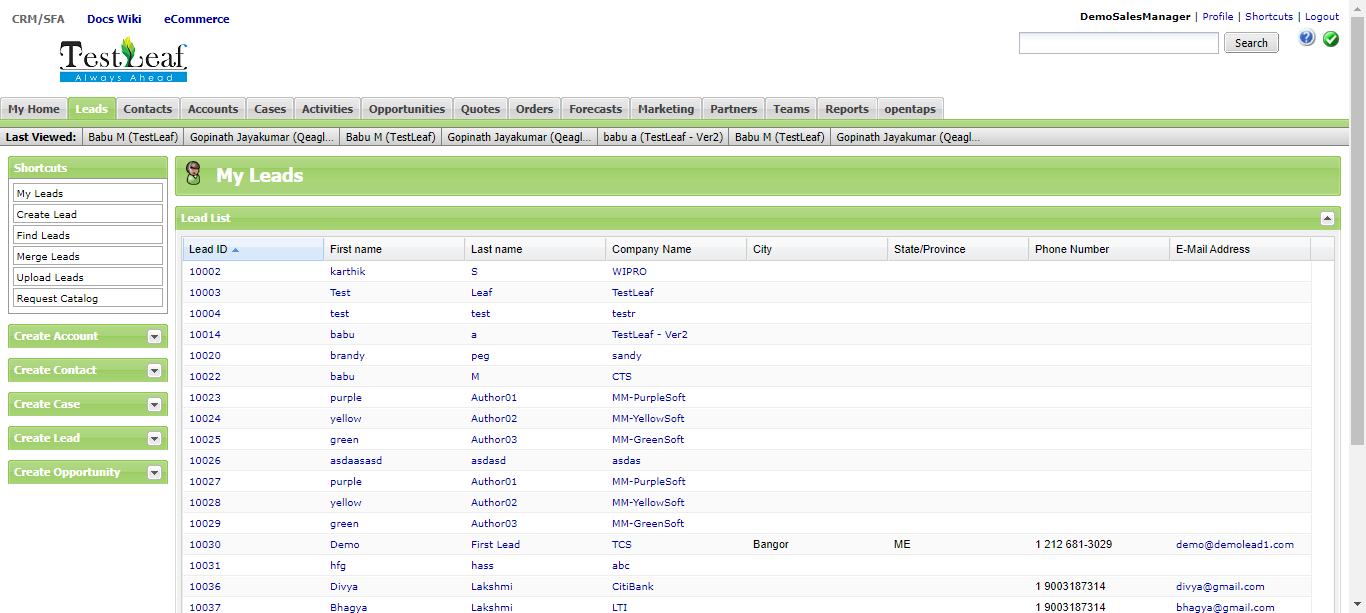 CRM/SFA Docs Wiki eCommerce
DemoSalesManager | Profile | Shortcuts | Logout
TestLeaf
Always Ahead
Search
My Home Leads Contacts Accounts Cases Activities Opportunities Quotes Orders Forecasts Marketing Partners Teams Reports opentaps
Last Viewed: Babu M (TestLeaf) Gopinath Jayakumar (Qeagl... Babu M (TestLeaf) Gopinath Jayakumar (Qeagl... babu a (TestLeaf - Ver2) Babu M (TestLeaf) Gopinath Jayakumar (Qeagl...
Shortcuts
My Leads
Create Lead
Find Leads
Merge Leads
Upload Leads
Request Catalog
Create Account
Create Contact
Create Case
Create Lead
Create Opportunity
My Leads
Lead List
Lead ID First name Last name Company Name City State/Province Phone Number E-Mail Address
10002 karthik S WIPRO
10003 Test Leaf TestLeaf
10004 test test testr
10014 babu a TestLeaf - Ver2
10020 brandy peg sandy
10022 babu M CTS
10023 purple Author01 MM-PurpleSoft
10024 yellow Author02 MM-YellowSoft
10025 green Author03 MM-GreenSoft
10026 asdaasasd asdasd asdas
10027 purple Author01 MM-PurpleSoft
10028 yellow Author02 MM-YellowSoft
10029 green Author03 MM-GreenSoft
10030 Demo First Lead TCS Bangor ME 1 212 681-3029 demo@demolead1.com
10031 hfg hass abc
10036 Divya Lakshmi CitiBank 1 9003187314 divya@gmail.com
10037 Bhagya Lakshmi LTI 1 9003187314 bhagya@gmail.com